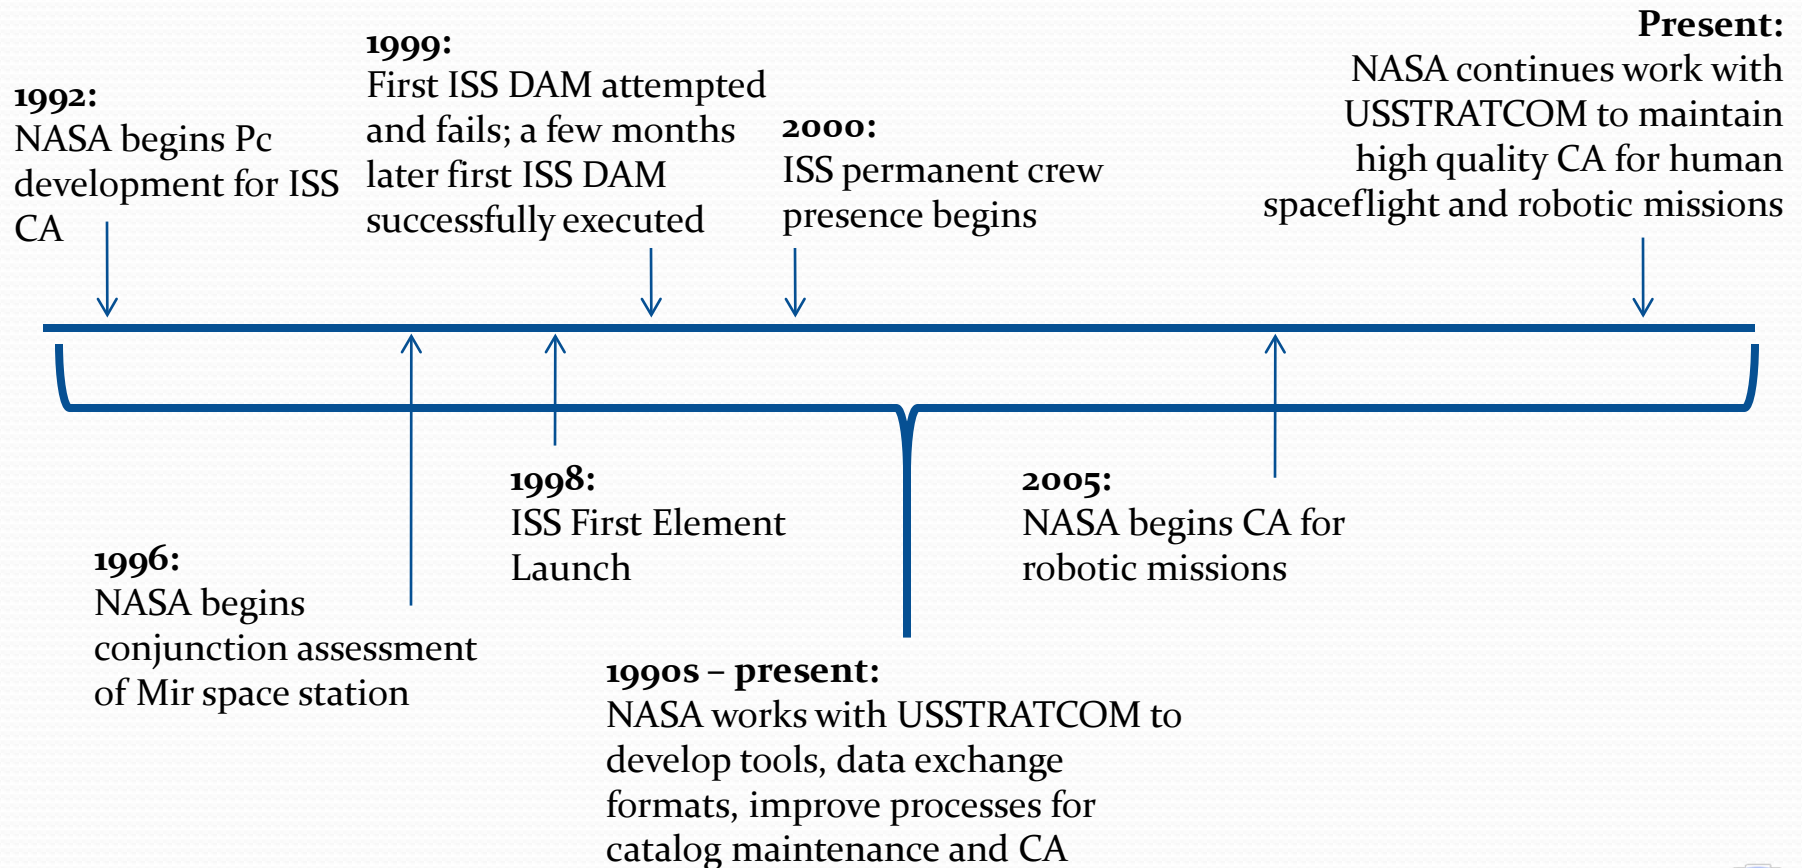 1992:
NASA begins Pc
development for ISS
CA
1999:
First ISS DAM attempted
and fails; a few months
later first ISS DAM
successfully executed
2000:
ISS permanent crew
presence begins
Present:
NASA continues work with
USSTRATCOM to maintain
high quality CA for human
spaceflight and robotic missions
1996:
NASA begins
conjunction assessment
of Mir space station
1998:
ISS First Element
Launch
1990s – present:
NASA works with USSTRATCOM to
develop tools, data exchange
formats, improve processes for
catalog maintenance and CA
2005:
NASA begins CA for
robotic missions